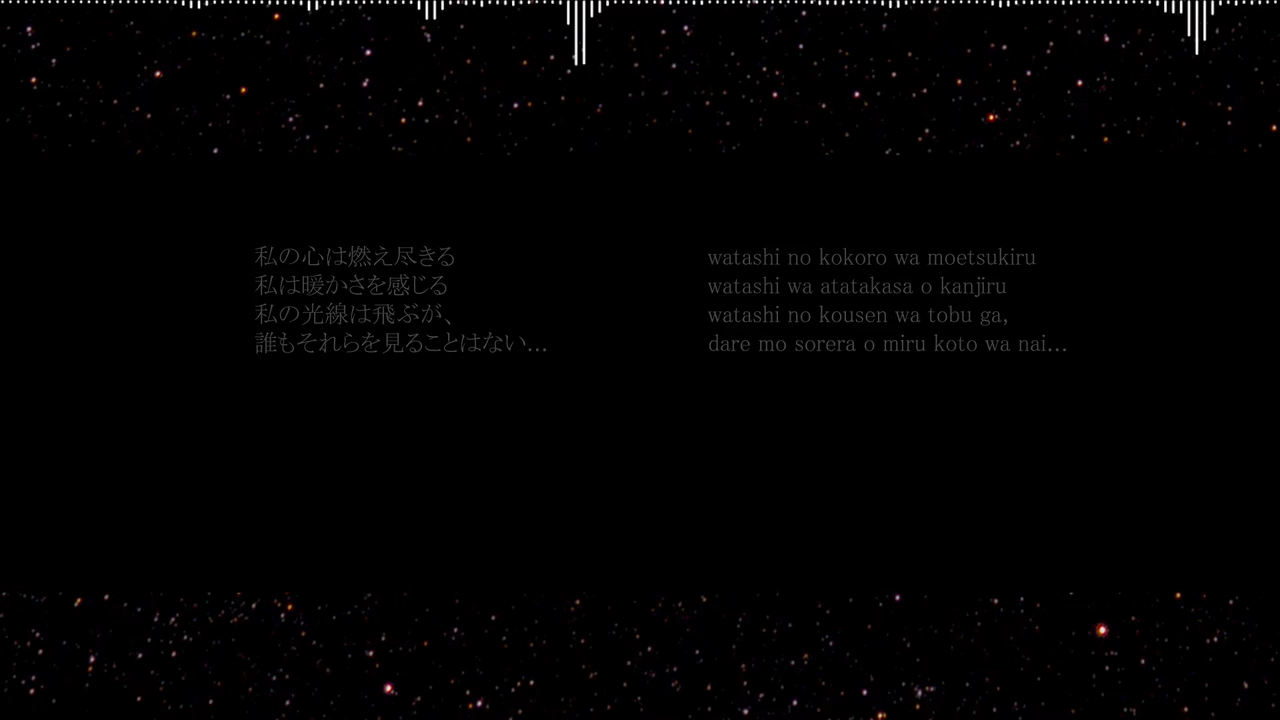 私の心は燃え尽きる
私は暖かさを感じる
私の光線は飛ぶが、
誰もそれらを見ることはない...
watashi no kokoro wa moetsukiru
watashi wa atatakasa o kanjiru
watashi no kousen wa tobu ga,
dare mo sorera o miru koto wa nai...